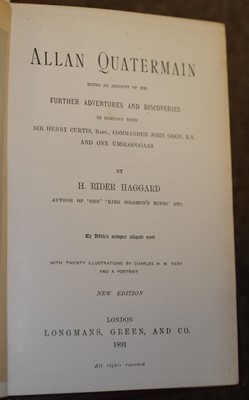 ALLAN QUATERMAIN
BEING AN ACCOUNT OF HIS
FURTHER ADVENTURES AND DISCOVERIES
IN COMPANY WITH
SIR HENRY CURTIS, BART., COMMANDER JOHN GOOD, R.N.
AND ONE UMSLOPOGAAS
BY
H. RIDER HAGGARD
AUTHOR OF "SHE" "KING SOLOMON'S MINES" ETC.
Ex Africa semper aliquid novi
WITH TWENTY ILLUSTRATIONS BY CHARLES H. M. KERR
AND A PORTRAIT
NEW EDITION
LONDON
LONGMANS, GREEN, AND CO.
1891
All rights reserved